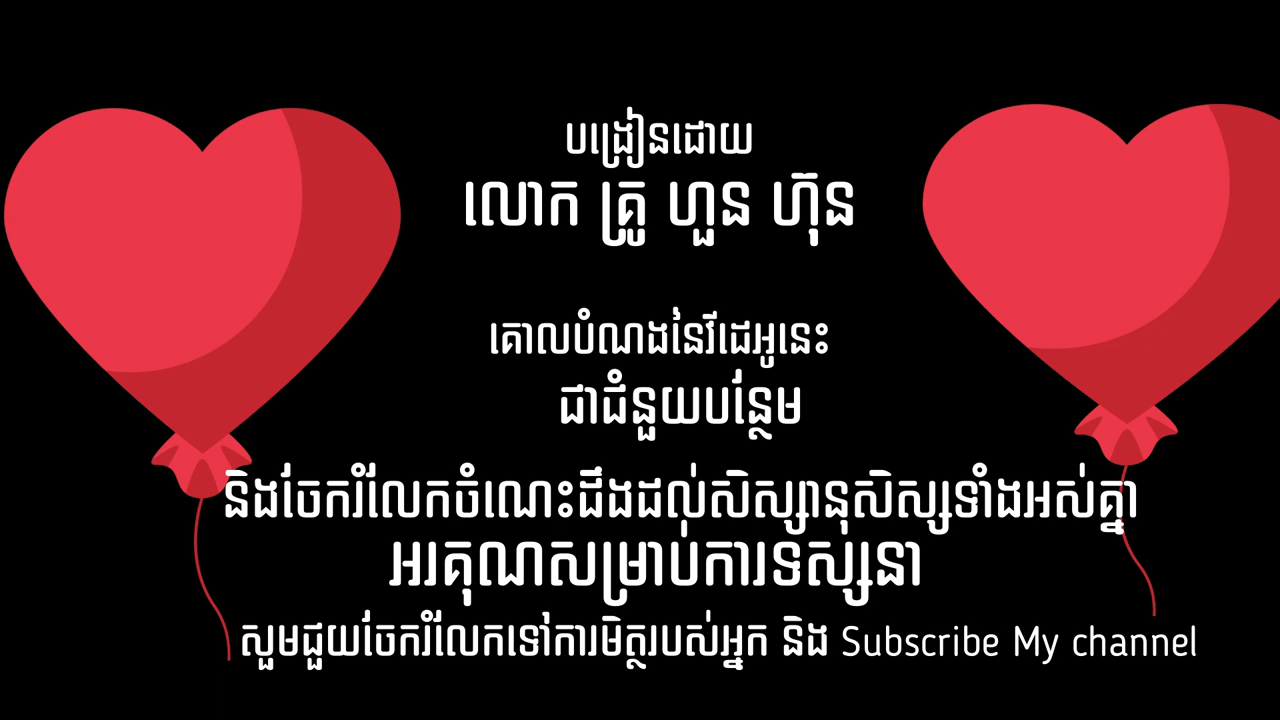 បង្រៀនដោយ
លោក គ្រូ ហួន ហ៊ុន
គោលបំណងនៃវីដេអូនេះ
ជាជំនួយបន្ថែម
និងចែករំលែកចំណេះដឹងដល់សិស្សានុសិស្សទាំងអស់គ្នា
អរគុណសម្រាប់ការទស្សនា
សួមជួយចែករំលែកទៅការមិត្តរបស់អ្នក និង Subscribe My channel